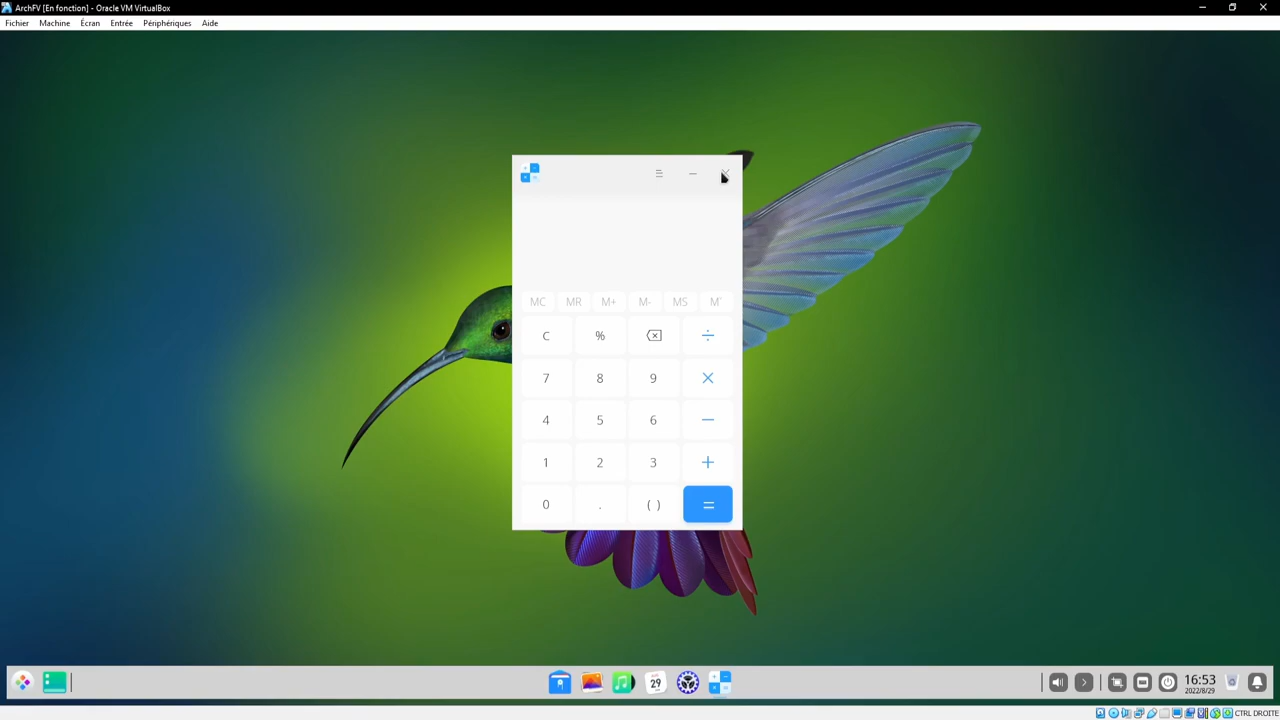 ArchFV [En fonction] - Oracle VM VirtualBox
Fichier Machine Écran Entrée Périphériques Aide
MC MR M+ M- MS M˅
C % ÷
7 8 9 ×
4 5 6 −
1 2 3 +
0 . ( ) =
29
16:53
2022/8/29
CTRL DROITE